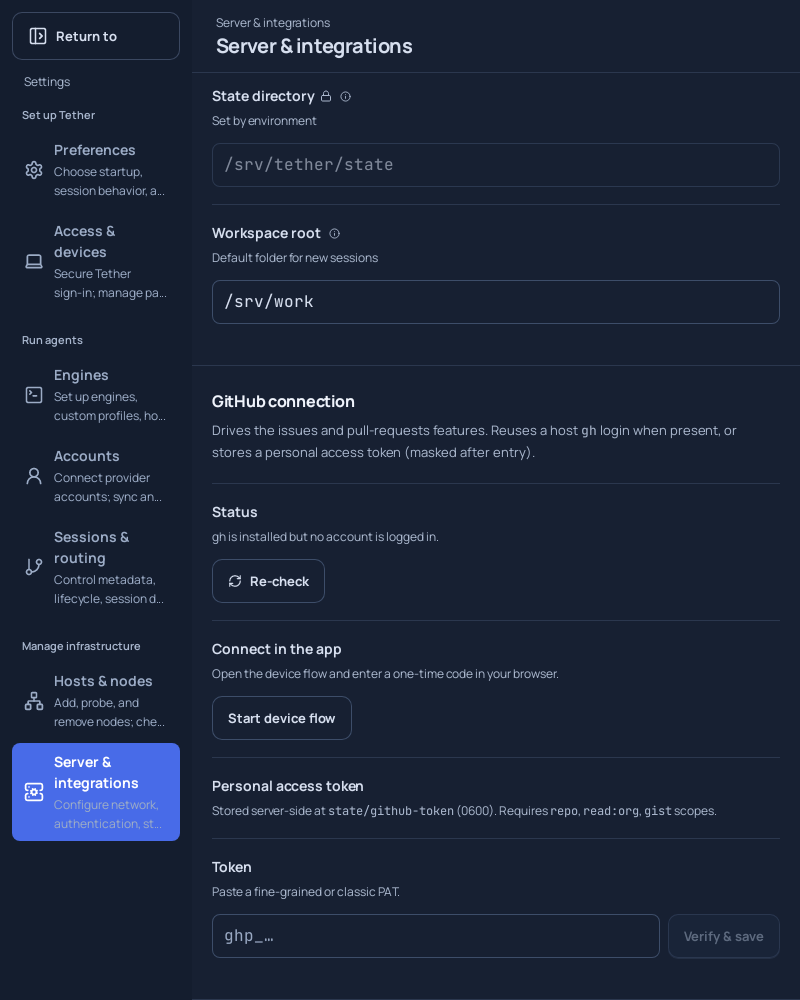 Return to
Settings
Set up Tether
Preferences
Choose startup,
session behavior, a...
Access &
devices
Secure Tether
sign-in; manage pa...
Run agents
Engines
Set up engines,
custom profiles, ho...
Accounts
Connect provider
accounts; sync an...
Sessions &
routing
Control metadata,
lifecycle, session d...
Manage infrastructure
Hosts & nodes
Add, probe, and
remove nodes; che...
Server &
integrations
Configure network,
authentication, st...
Server & integrations
Server & integrations
State directory
Set by environment
/srv/tether/state
Workspace root
Default folder for new sessions
/srv/work
GitHub connection
Drives the issues and pull-requests features. Reuses a host gh login when present, or
stores a personal access token (masked after entry).
Status
gh is installed but no account is logged in.
Re-check
Connect in the app
Open the device flow and enter a one-time code in your browser.
Start device flow
Personal access token
Stored server-side at state/github-token (0600). Requires repo, read:org, gist scopes.
Token
Paste a fine-grained or classic PAT.
ghp_…
Verify & save